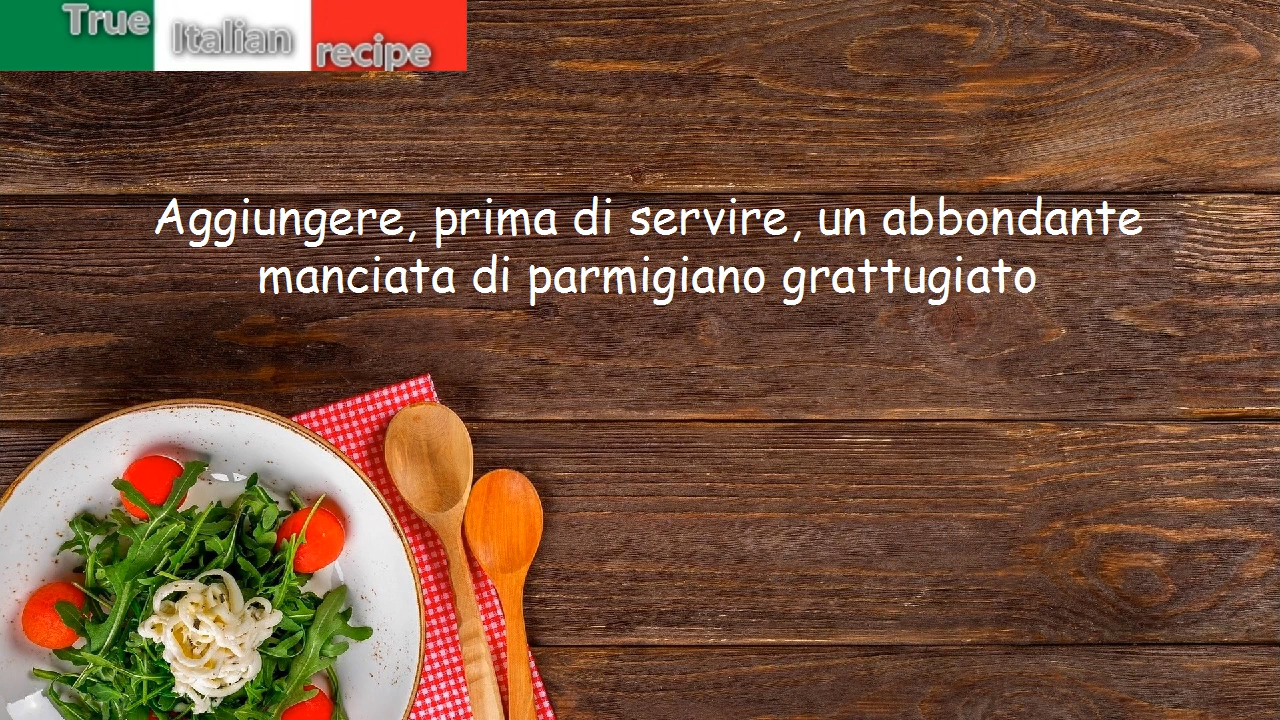 True Italian recipe
Aggiungere, prima di servire, un abbondante
manciata di parmigiano grattugiato